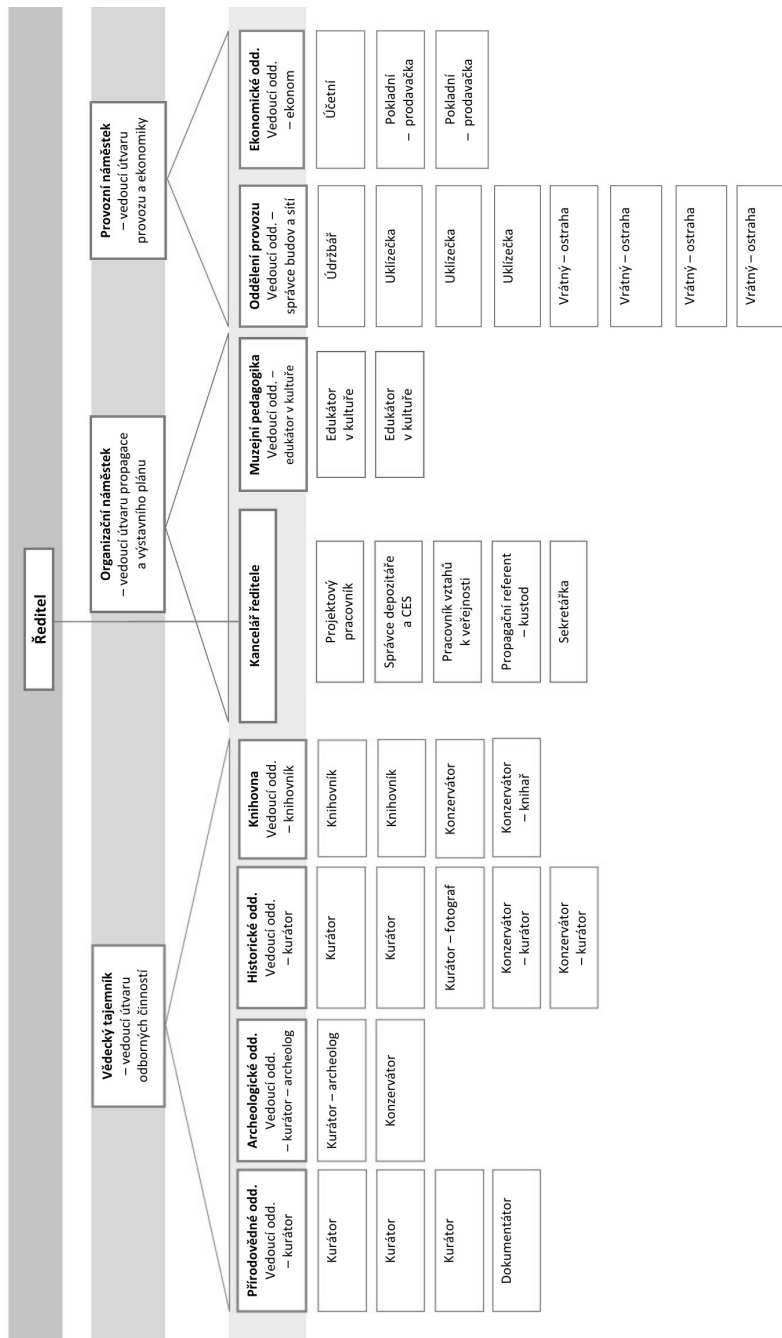 Ředitel
Vědecký tajemník
– vedoucí útvaru
odborných činností
Organizační náměstek
– vedoucí útvaru propagace
a výstavního plánu
Provozní náměstek
– vedoucí útvaru
provozu a ekonomiky
Přírodovědné odd.
Vedoucí odd.
– kurátor
Kurátor
Kurátor
Kurátor
Dokumentátor
Archeologické odd.
Vedoucí odd.
– kurátor – archeolog
Kurátor – archeolog
Konzervátor
Historické odd.
Vedoucí odd.
– kurátor
Kurátor
Kurátor
Kurátor – fotograf
Konzervátor
– kurátor
Konzervátor
– kurátor
Knihovna
Vedoucí odd.
– knihovník
Knihovník
Knihovník
Konzervátor
Konzervátor
– knihař
Kancelář ředitele
Projektový
pracovník
Správce depozitáře
a CES
Pracovník vztahů
k veřejnosti
Propagační referent
– kustod
Sekretářka
Muzejní pedagogika
Vedoucí odd. –
edukátor v kultuře
Edukátor
v kultuře
Edukátor
v kultuře
Oddělení provozu
Vedoucí odd. –
správce budov a sítí
Údržbář
Uklízečka
Uklízečka
Uklízečka
Vrátný – ostraha
Vrátný – ostraha
Vrátný – ostraha
Vrátný – ostraha
Ekonomické odd.
Vedoucí odd.
– ekonom
Účetní
Pokladní
– prodavačka
Pokladní
– prodavačka